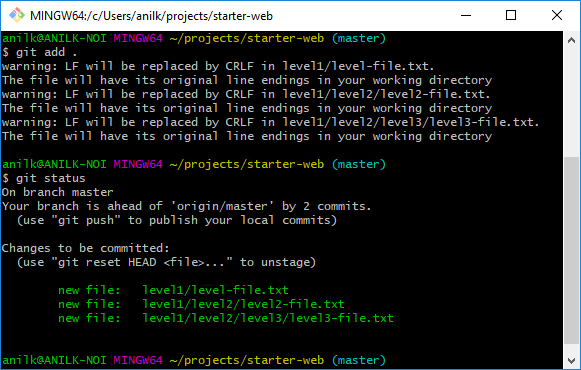 MINGW64:/c/Users/anilk/projects/starter-web
anilk@ANILK-NOI MINGW64 ~/projects/starter-web (master)
$ git add .
warning: LF will be replaced by CRLF in level1/level-file.txt.
The file will have its original line endings in your working directory
warning: LF will be replaced by CRLF in level1/level2/level2-file.txt.
The file will have its original line endings in your working directory
warning: LF will be replaced by CRLF in level1/level2/level3/level3-file.txt.
The file will have its original line endings in your working directory

anilk@ANILK-NOI MINGW64 ~/projects/starter-web (master)
$ git status
On branch master
Your branch is ahead of 'origin/master' by 2 commits.
  (use "git push" to publish your local commits)

Changes to be committed:
  (use "git reset HEAD <file>..." to unstage)

        new file:   level1/level-file.txt
        new file:   level1/level2/level2-file.txt
        new file:   level1/level2/level3/level3-file.txt

anilk@ANILK-NOI MINGW64 ~/projects/starter-web (master)